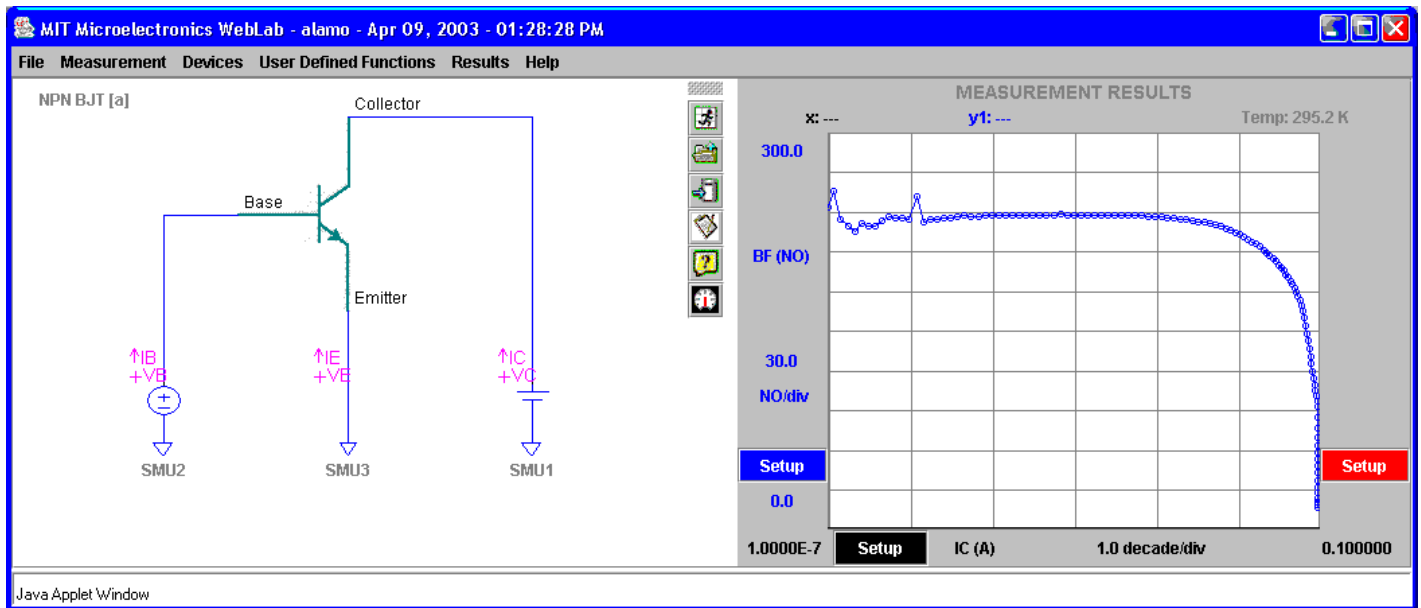 MIT Microelectronics WebLab - alamo - Apr 09, 2003 - 01:28:28 PM
File Measurement Devices User Defined Functions Results Help
NPN BJT [a]
Collector
Base
Emitter
↑IB
+VB
↑IE
+VE
↑IC
+VC
SMU2
SMU3
SMU1
MEASUREMENT RESULTS
x: ---
y1: ---
Temp: 295.2 K
300.0
BF (NO)
30.0
NO/div
Setup
Setup
0.0
1.0000E-7
Setup
IC (A)
1.0 decade/div
0.100000
Java Applet Window